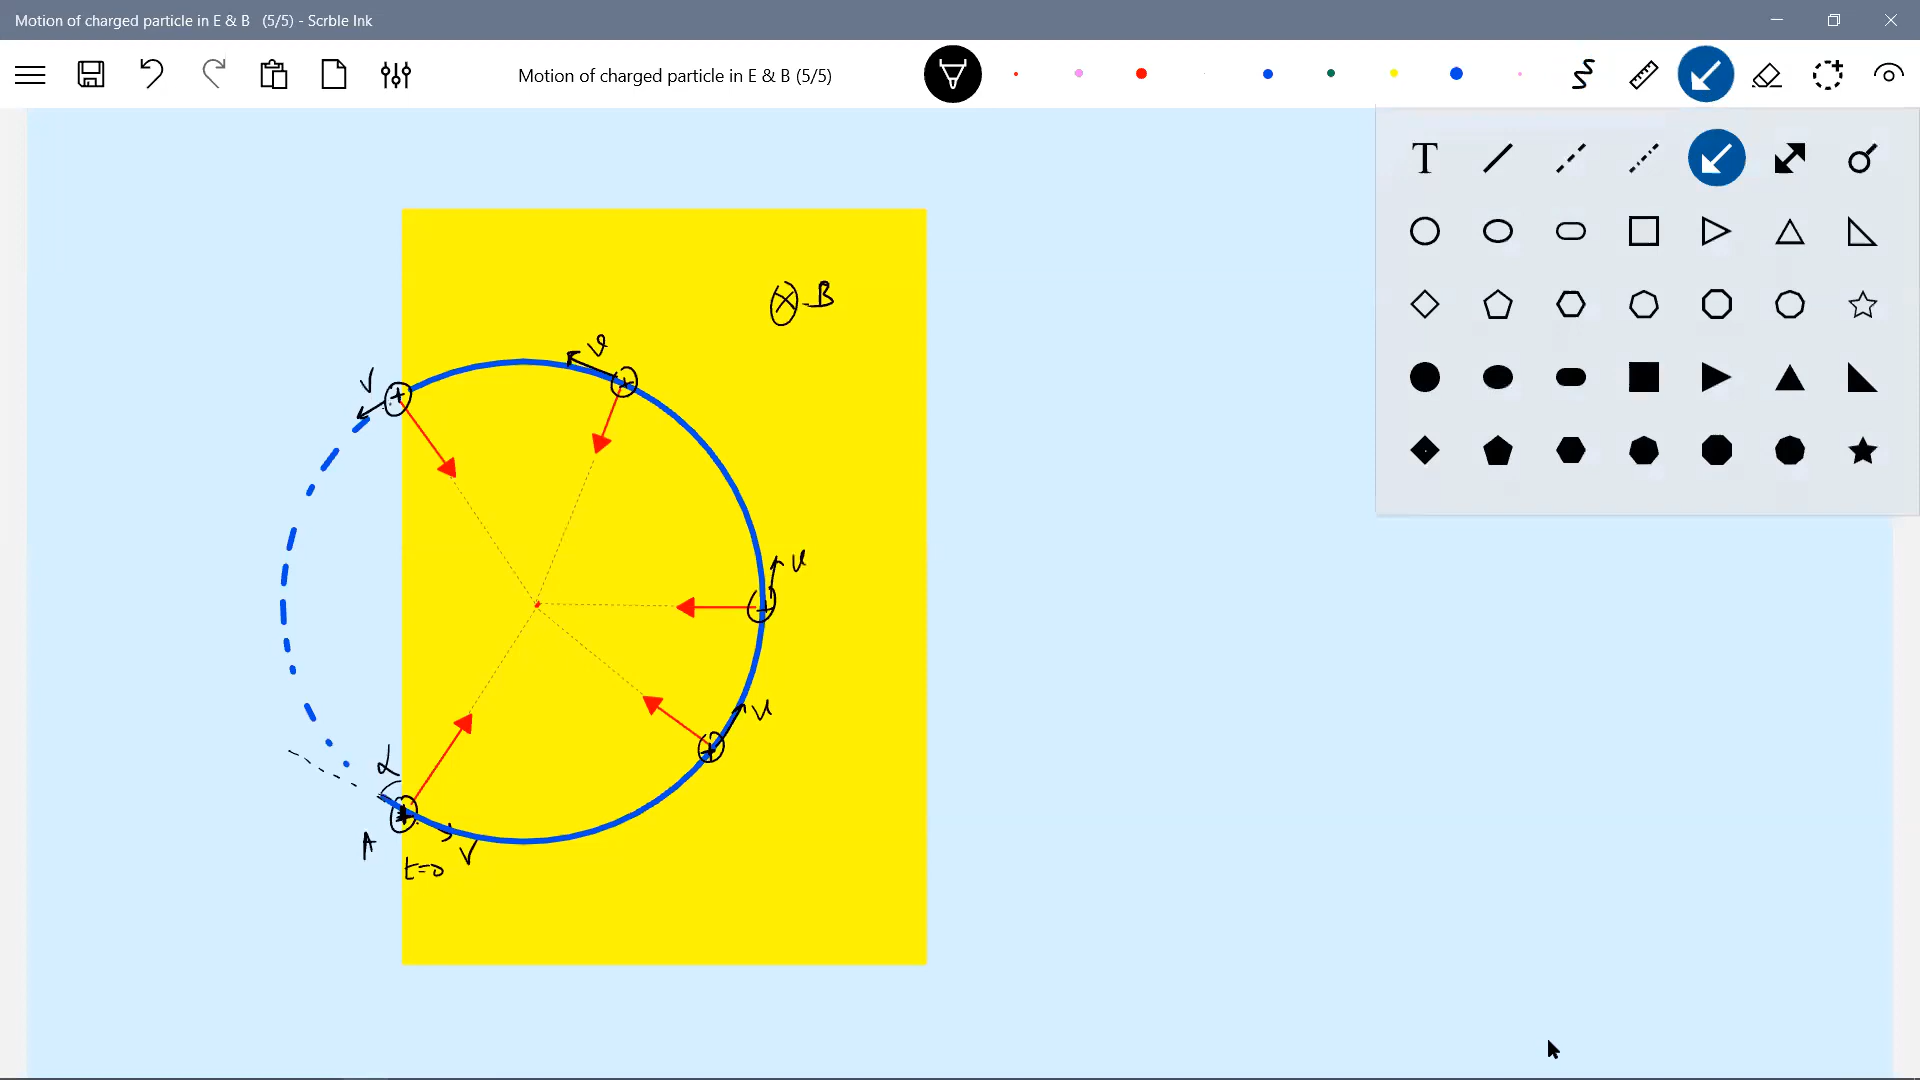 Motion of charged particle in E & B (5/5) - Scrble Ink
Motion of charged particle in E & B (5/5)
T
B
v
V
+
+
v
+
v
+
α
A
V
t=0